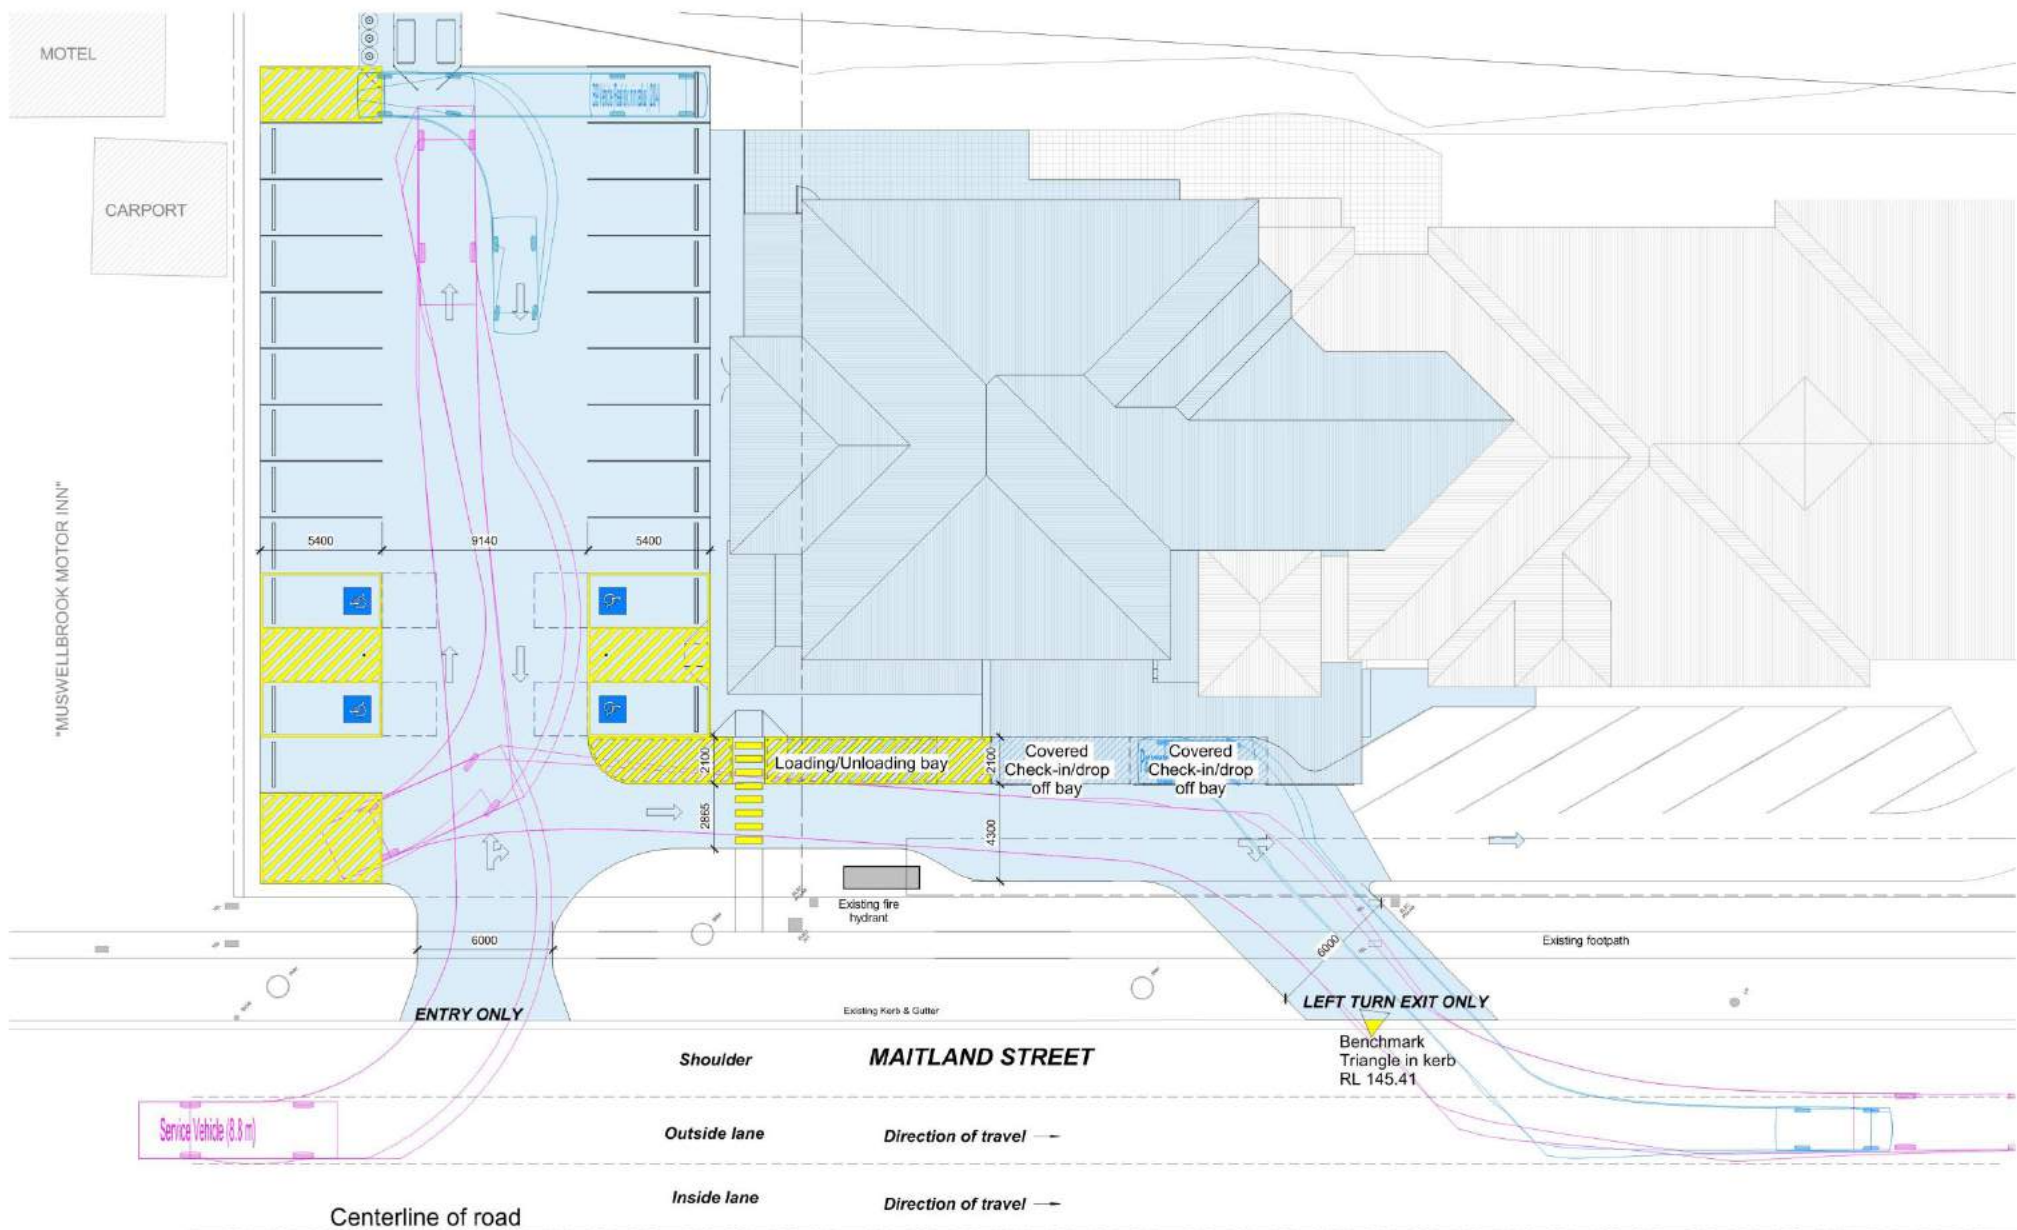 MOTEL
CARPORT
"MUSWELLBROOK MOTOR INN"
5400
9140
5400
2100
Loading/Unloading bay
2100
Covered
Check-in/drop
off bay
Covered
Check-in/drop
off bay
2865
4300
Existing fire
hydrant
6000
6000
Existing footpath
ENTRY ONLY
Existing Kerb & Gutter
LEFT TURN EXIT ONLY
Benchmark
Triangle in kerb
RL 145.41
Shoulder
MAITLAND STREET
Service Vehicle (8.8 m)
Outside lane
Direction of travel
Inside lane
Direction of travel
Centerline of road